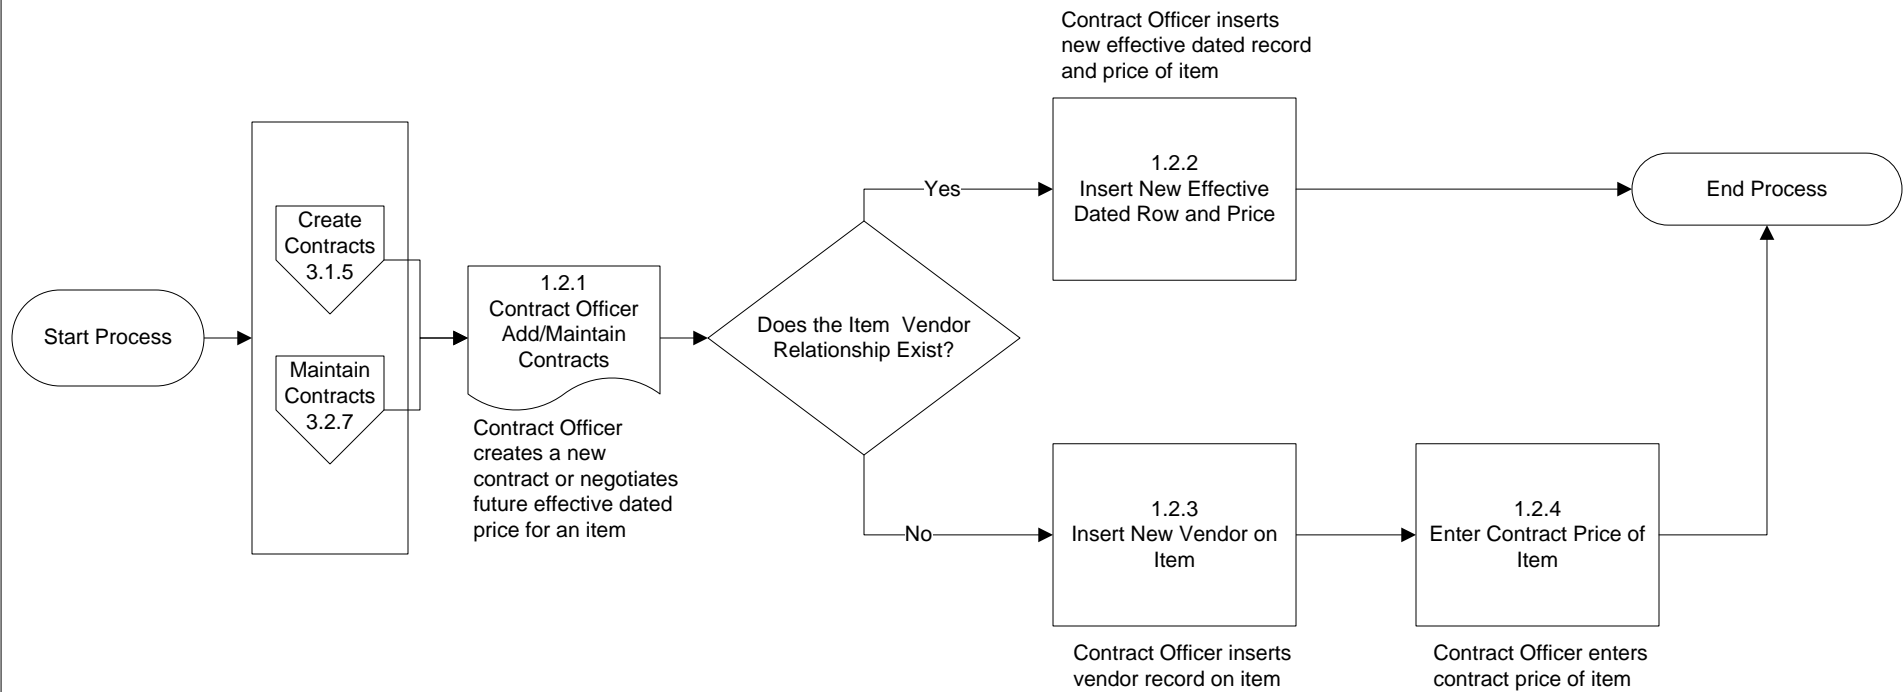 Contract Officer inserts
new effective dated record
and price of item
Start Process
Create
Contracts
3.1.5
Maintain
Contracts
3.2.7
1.2.1
Contract Officer
Add/Maintain
Contracts
Contract Officer
creates a new
contract or negotiates
future effective dated
price for an item
Does the Item  Vendor
Relationship Exist?
Yes
1.2.2
Insert New Effective
Dated Row and Price
End Process
No
1.2.3
Insert New Vendor on
Item
Contract Officer inserts
vendor record on item
1.2.4
Enter Contract Price of
Item
Contract Officer enters
contract price of item